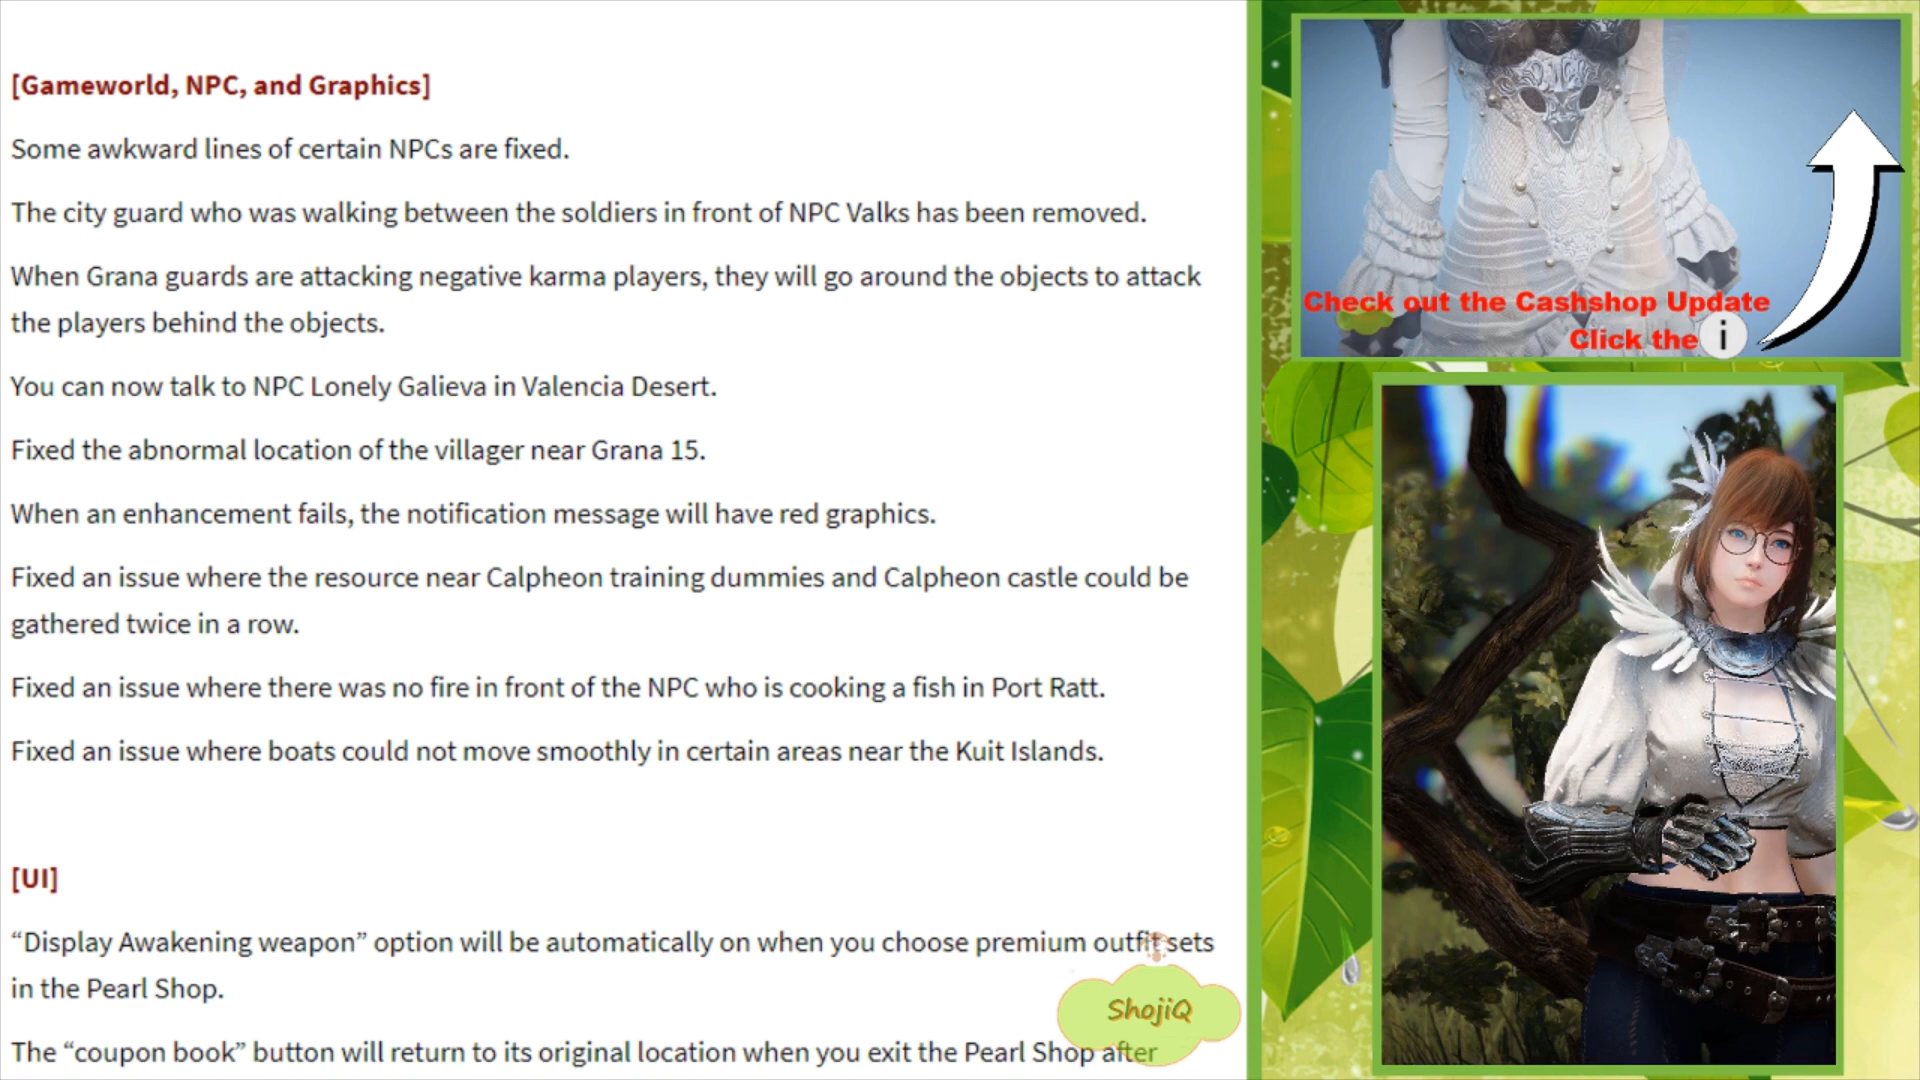 [Gameworld, NPC, and Graphics]
Some awkward lines of certain NPCs are fixed.
The city guard who was walking between the soldiers in front of NPC Valks has been removed.
When Grana guards are attacking negative karma players, they will go around the objects to attack
the players behind the objects.
You can now talk to NPC Lonely Galieva in Valencia Desert.
Fixed the abnormal location of the villager near Grana 15.
When an enhancement fails, the notification message will have red graphics.
Fixed an issue where the resource near Calpheon training dummies and Calpheon castle could be
gathered twice in a row.
Fixed an issue where there was no fire in front of the NPC who is cooking a fish in Port Ratt.
Fixed an issue where boats could not move smoothly in certain areas near the Kuit Islands.
[UI]
“Display Awakening weapon” option will be automatically on when you choose premium outfit sets
in the Pearl Shop.
The “coupon book” button will return to its original location when you exit the Pearl Shop after
ShojiQ
Check out the Cashshop Update
Click the i